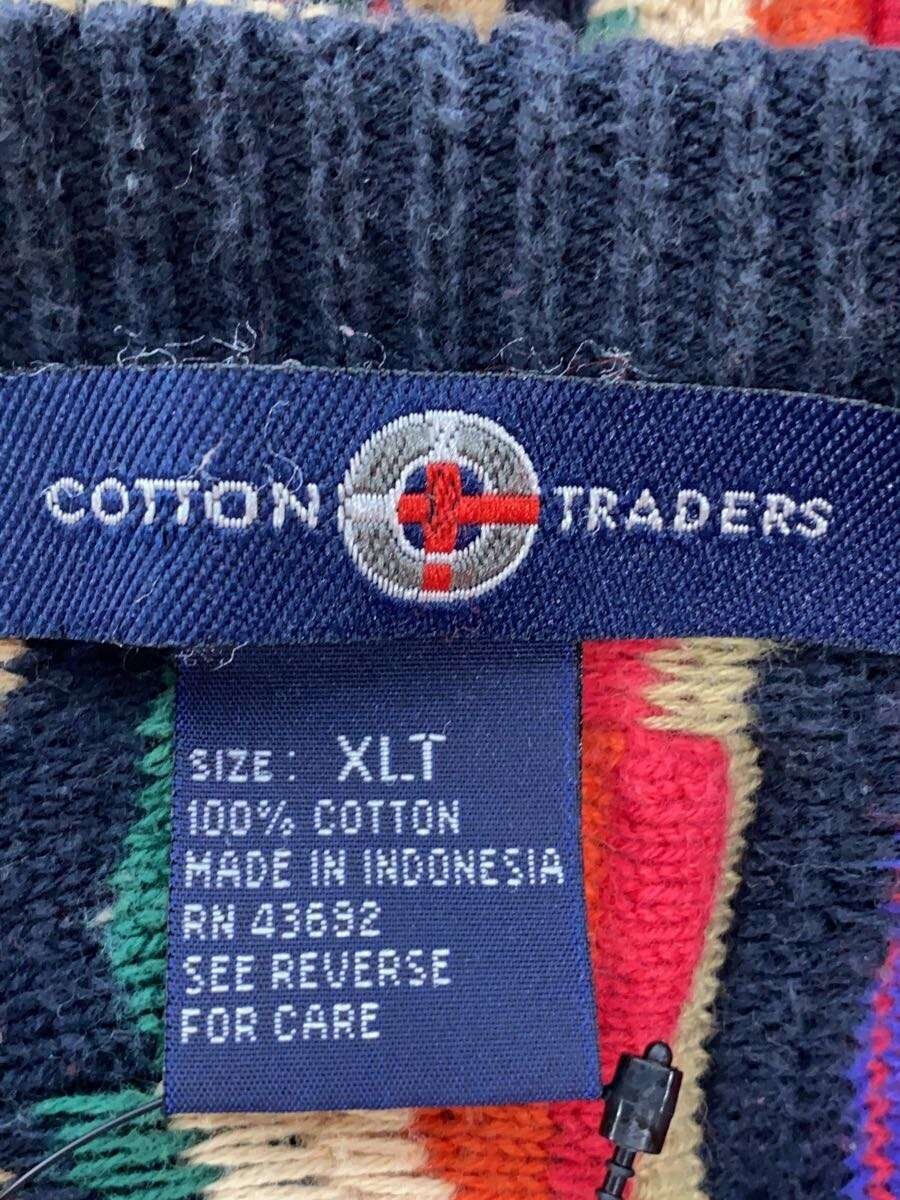 COTTON TRADERS
SIZE: XLT
100% COTTON
MADE IN INDONESIA
RN 43692
SEE REVERSE
FOR CARE